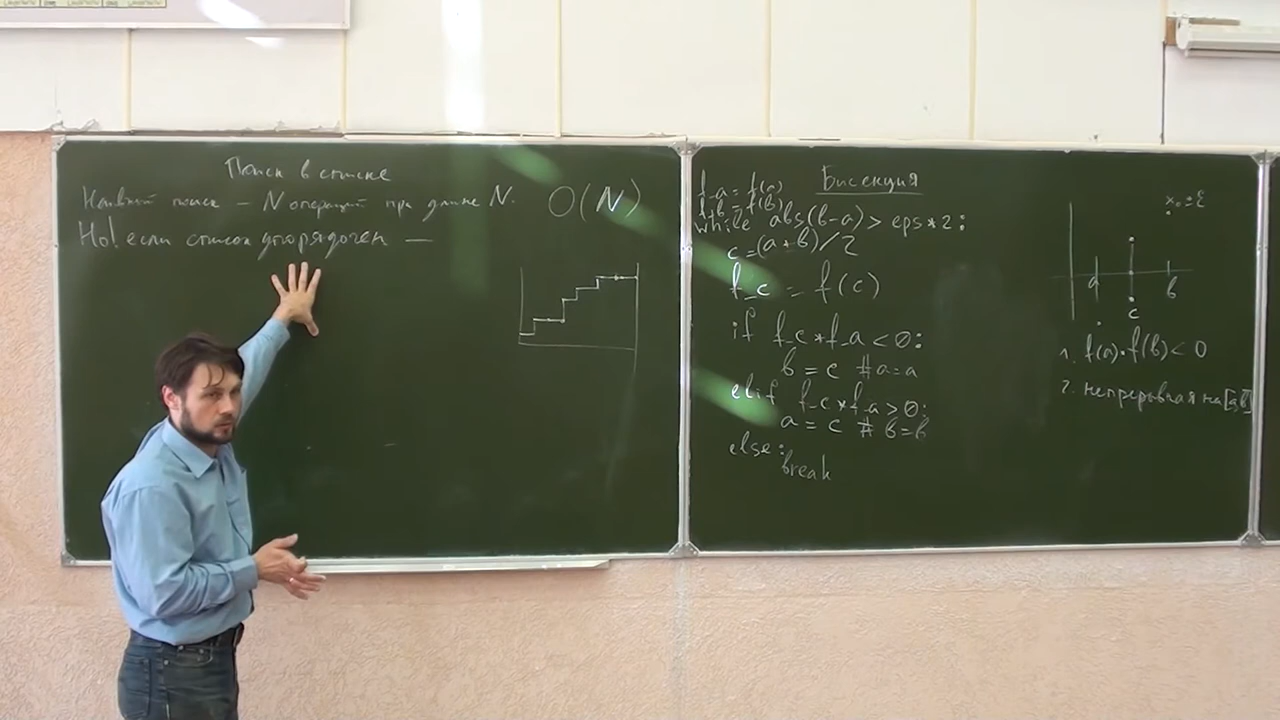 Поиск в списке
Наивный поиск — N операций при длине N. O(N)
Но! если список упорядочен —
Бисекция
f_a = f(a)
f_b = f(b)
while abs(b-a) > eps*2:
c = (a+b)/2
f_c = f(c)
if f_c*f_a < 0:
b = c #a=a
elif f_c*f_a > 0:
a = c # b=b
else:
break
x₀ ± ε
a
b
c
1. f(a)·f(b) < 0
2. непрерывная на [a,b]